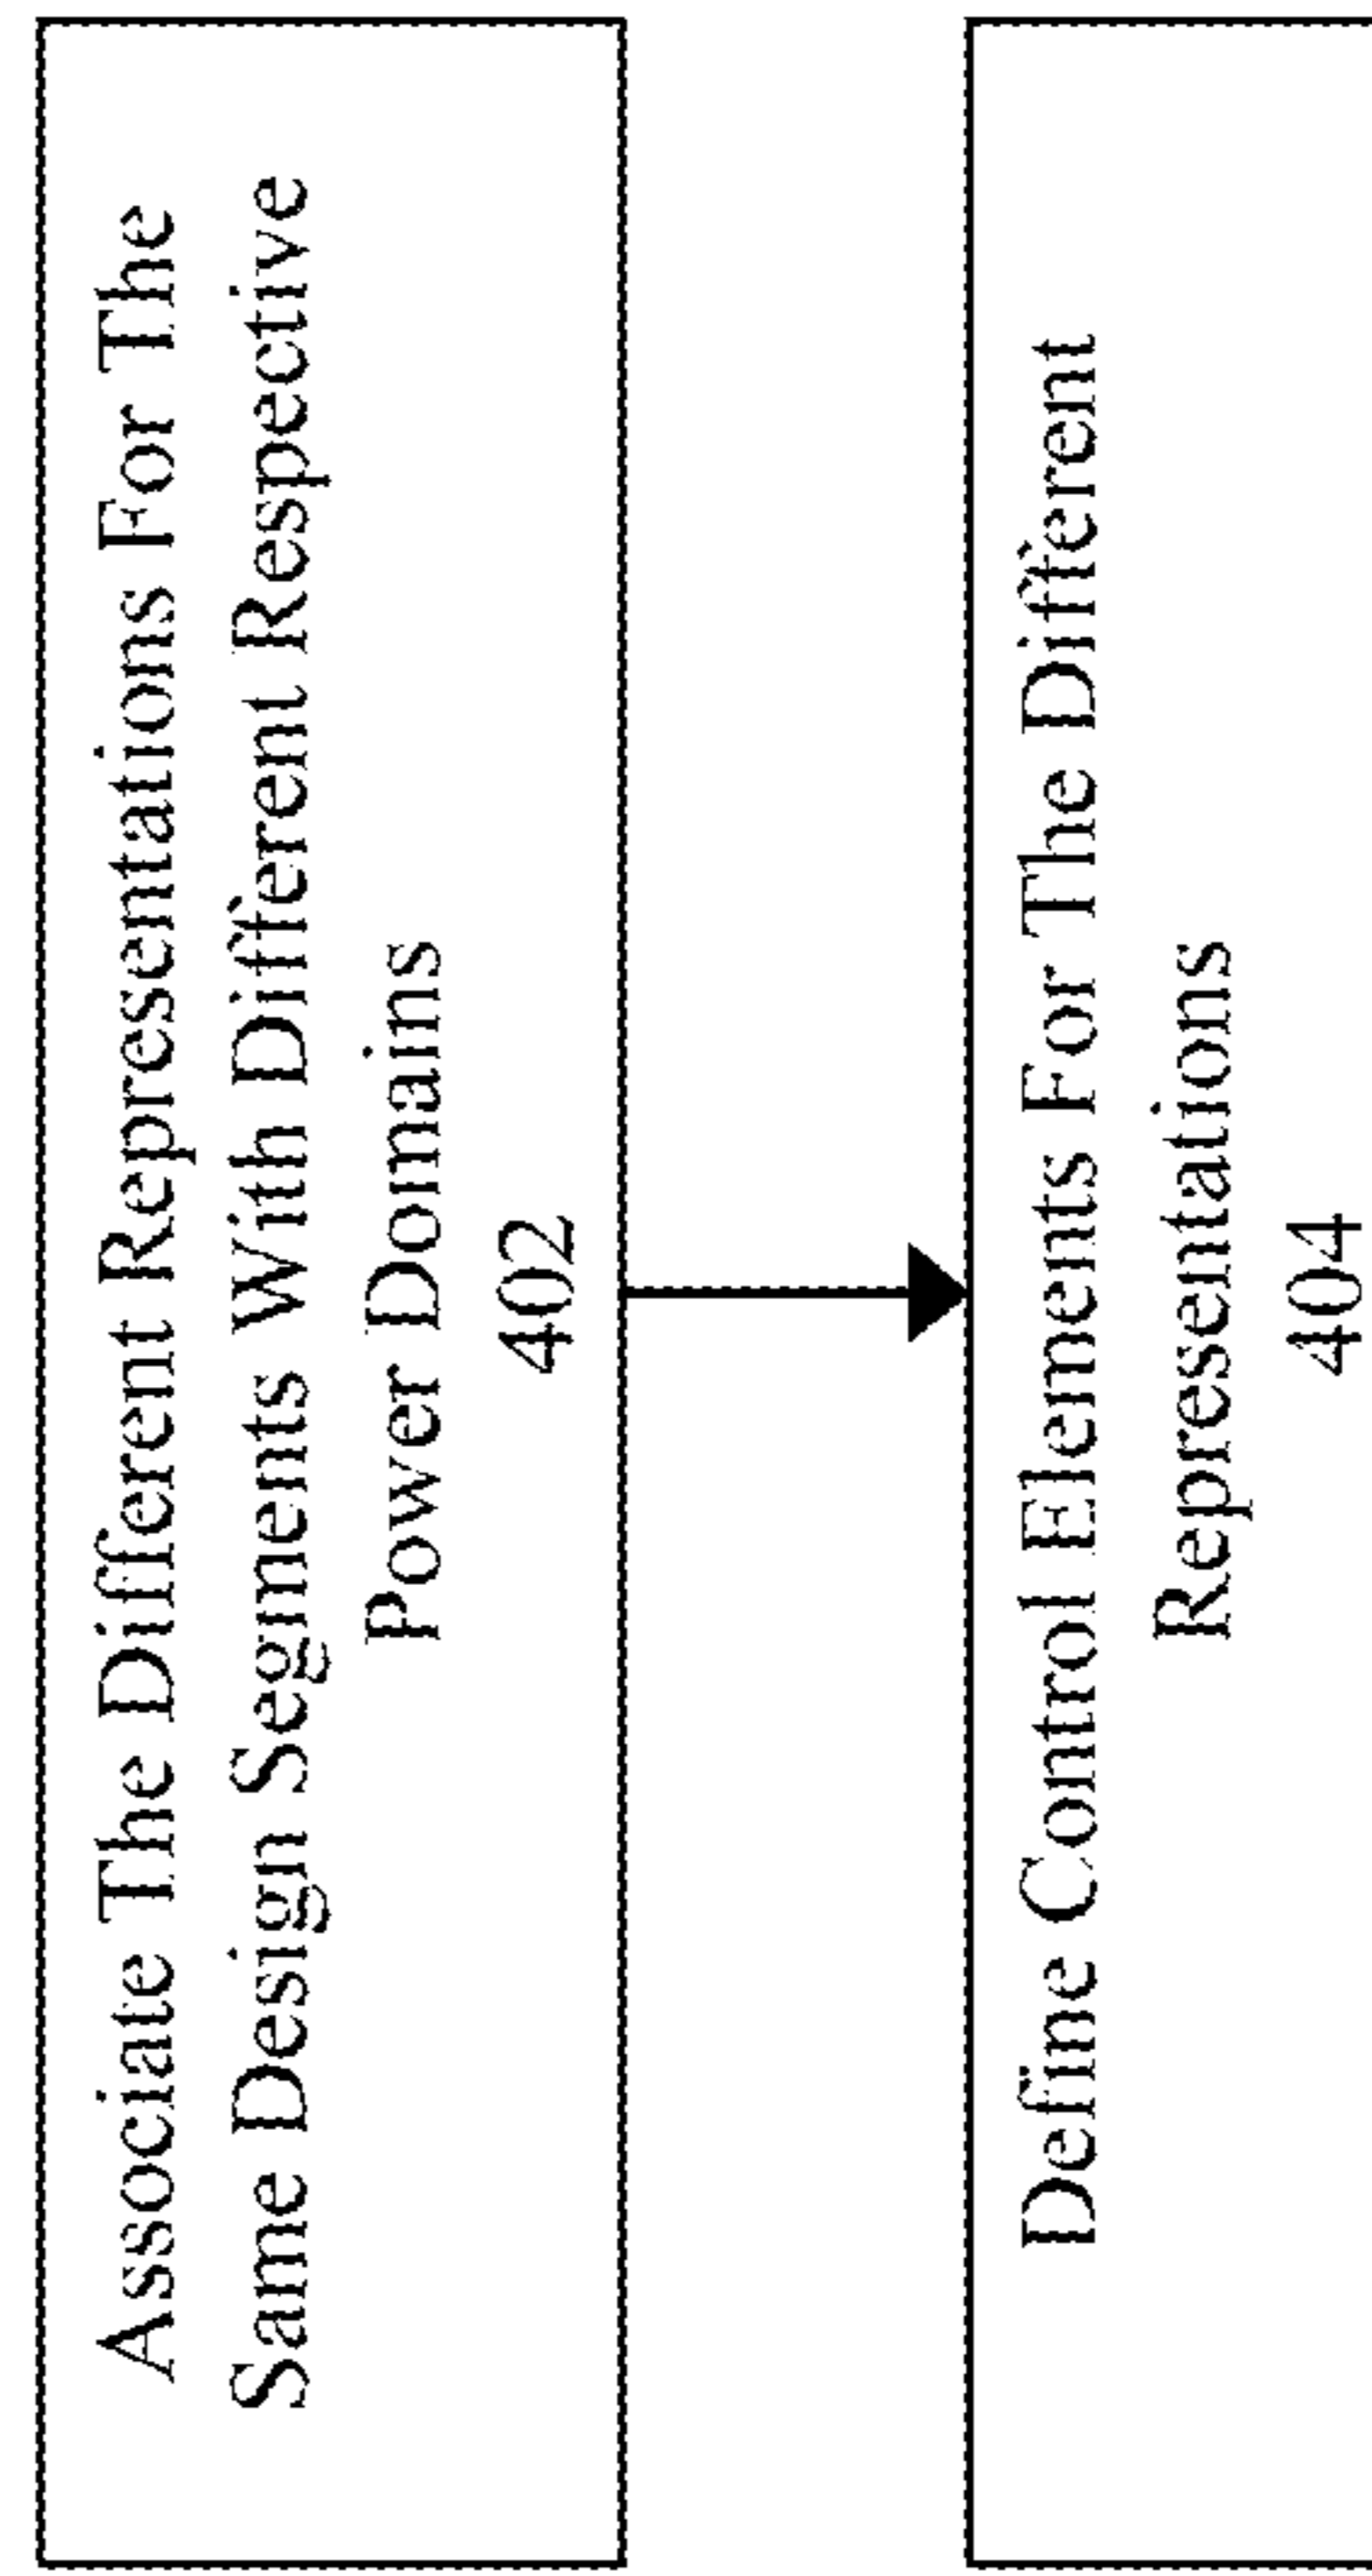 Associate The Different Representations For The
Same Design Segments With Different Respective
Power Domains
402
Define Control Elements For The Different
Representations
404